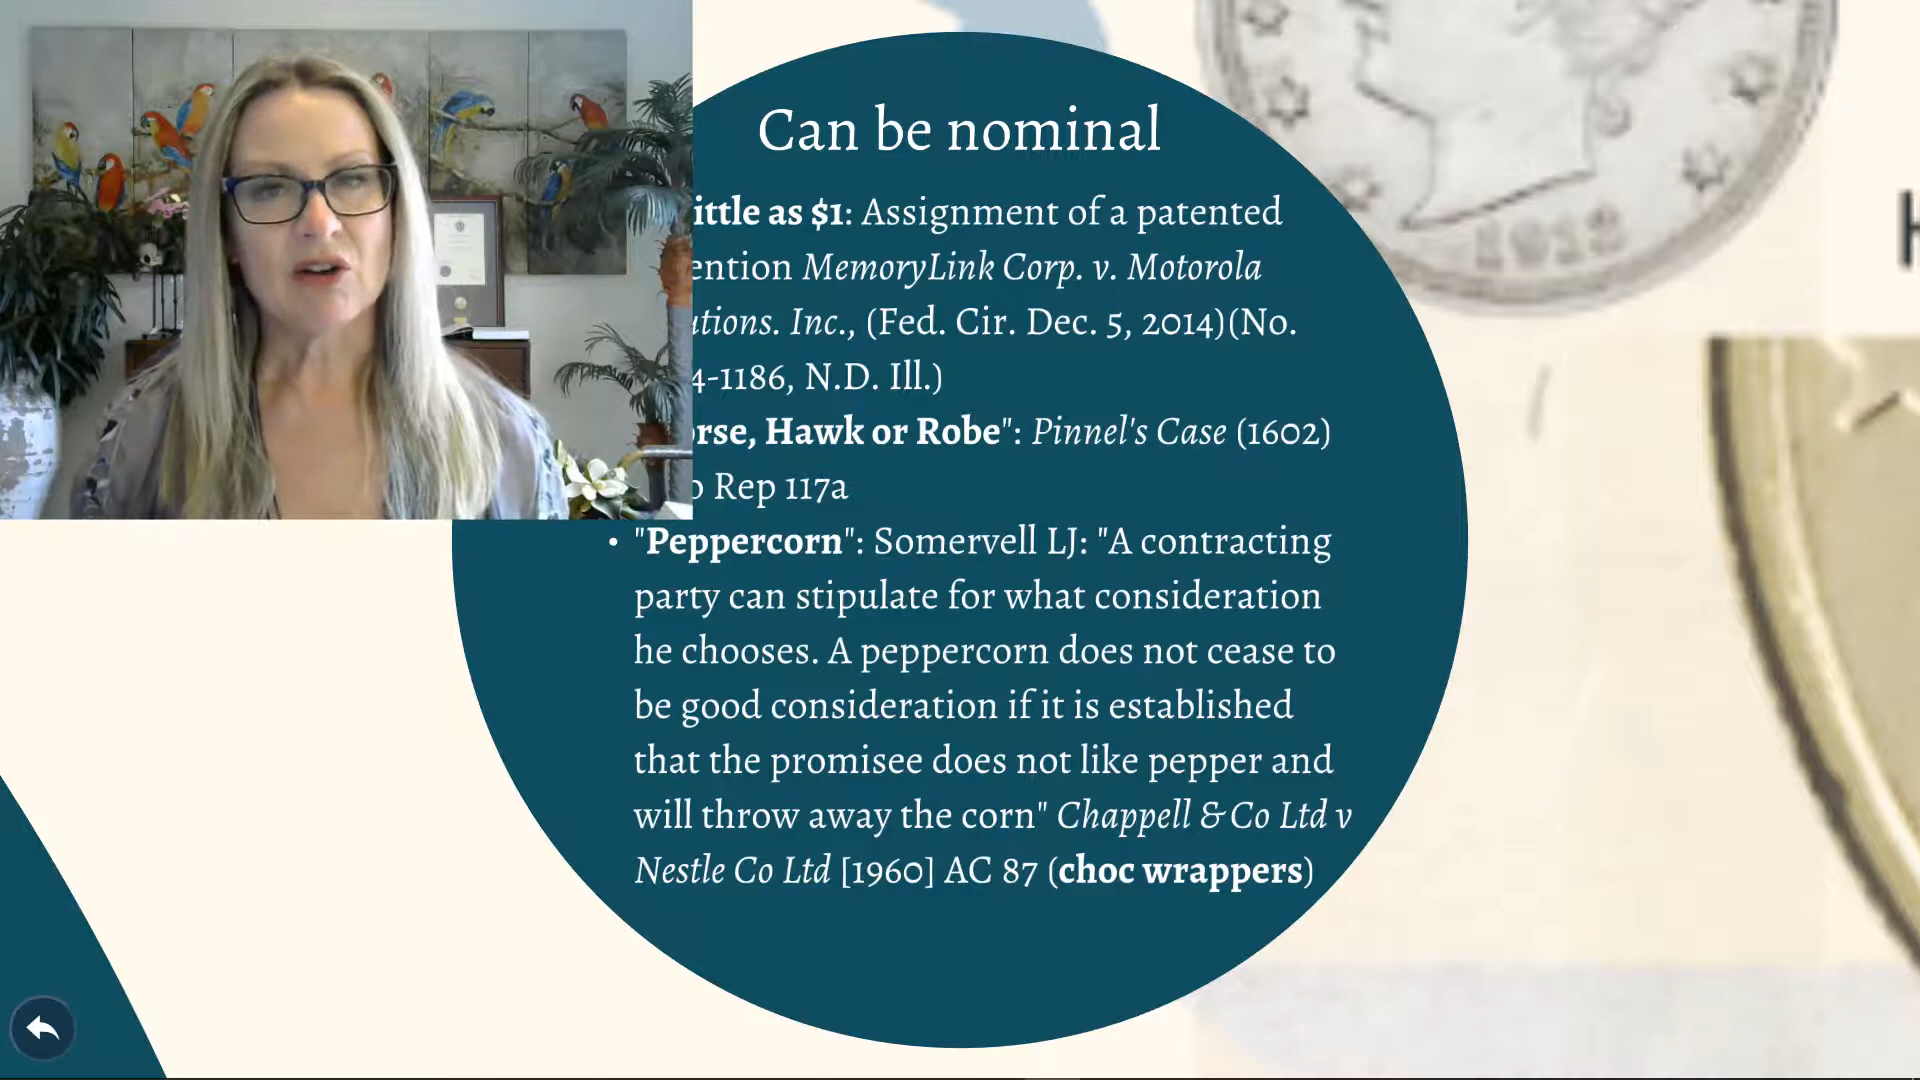 Can be nominal
ittle as $1: Assignment of a patented
ention MemoryLink Corp. v. Motorola
utions. Inc., (Fed. Cir. Dec. 5, 2014)(No.
4-1186, N.D. Ill.)
rse, Hawk or Robe": Pinnel's Case (1602)
o Rep 117a
• "Peppercorn": Somervell LJ: "A contracting
party can stipulate for what consideration
he chooses. A peppercorn does not cease to
be good consideration if it is established
that the promisee does not like pepper and
will throw away the corn" Chappell & Co Ltd v
Nestle Co Ltd [1960] AC 87 (choc wrappers)
1912
H